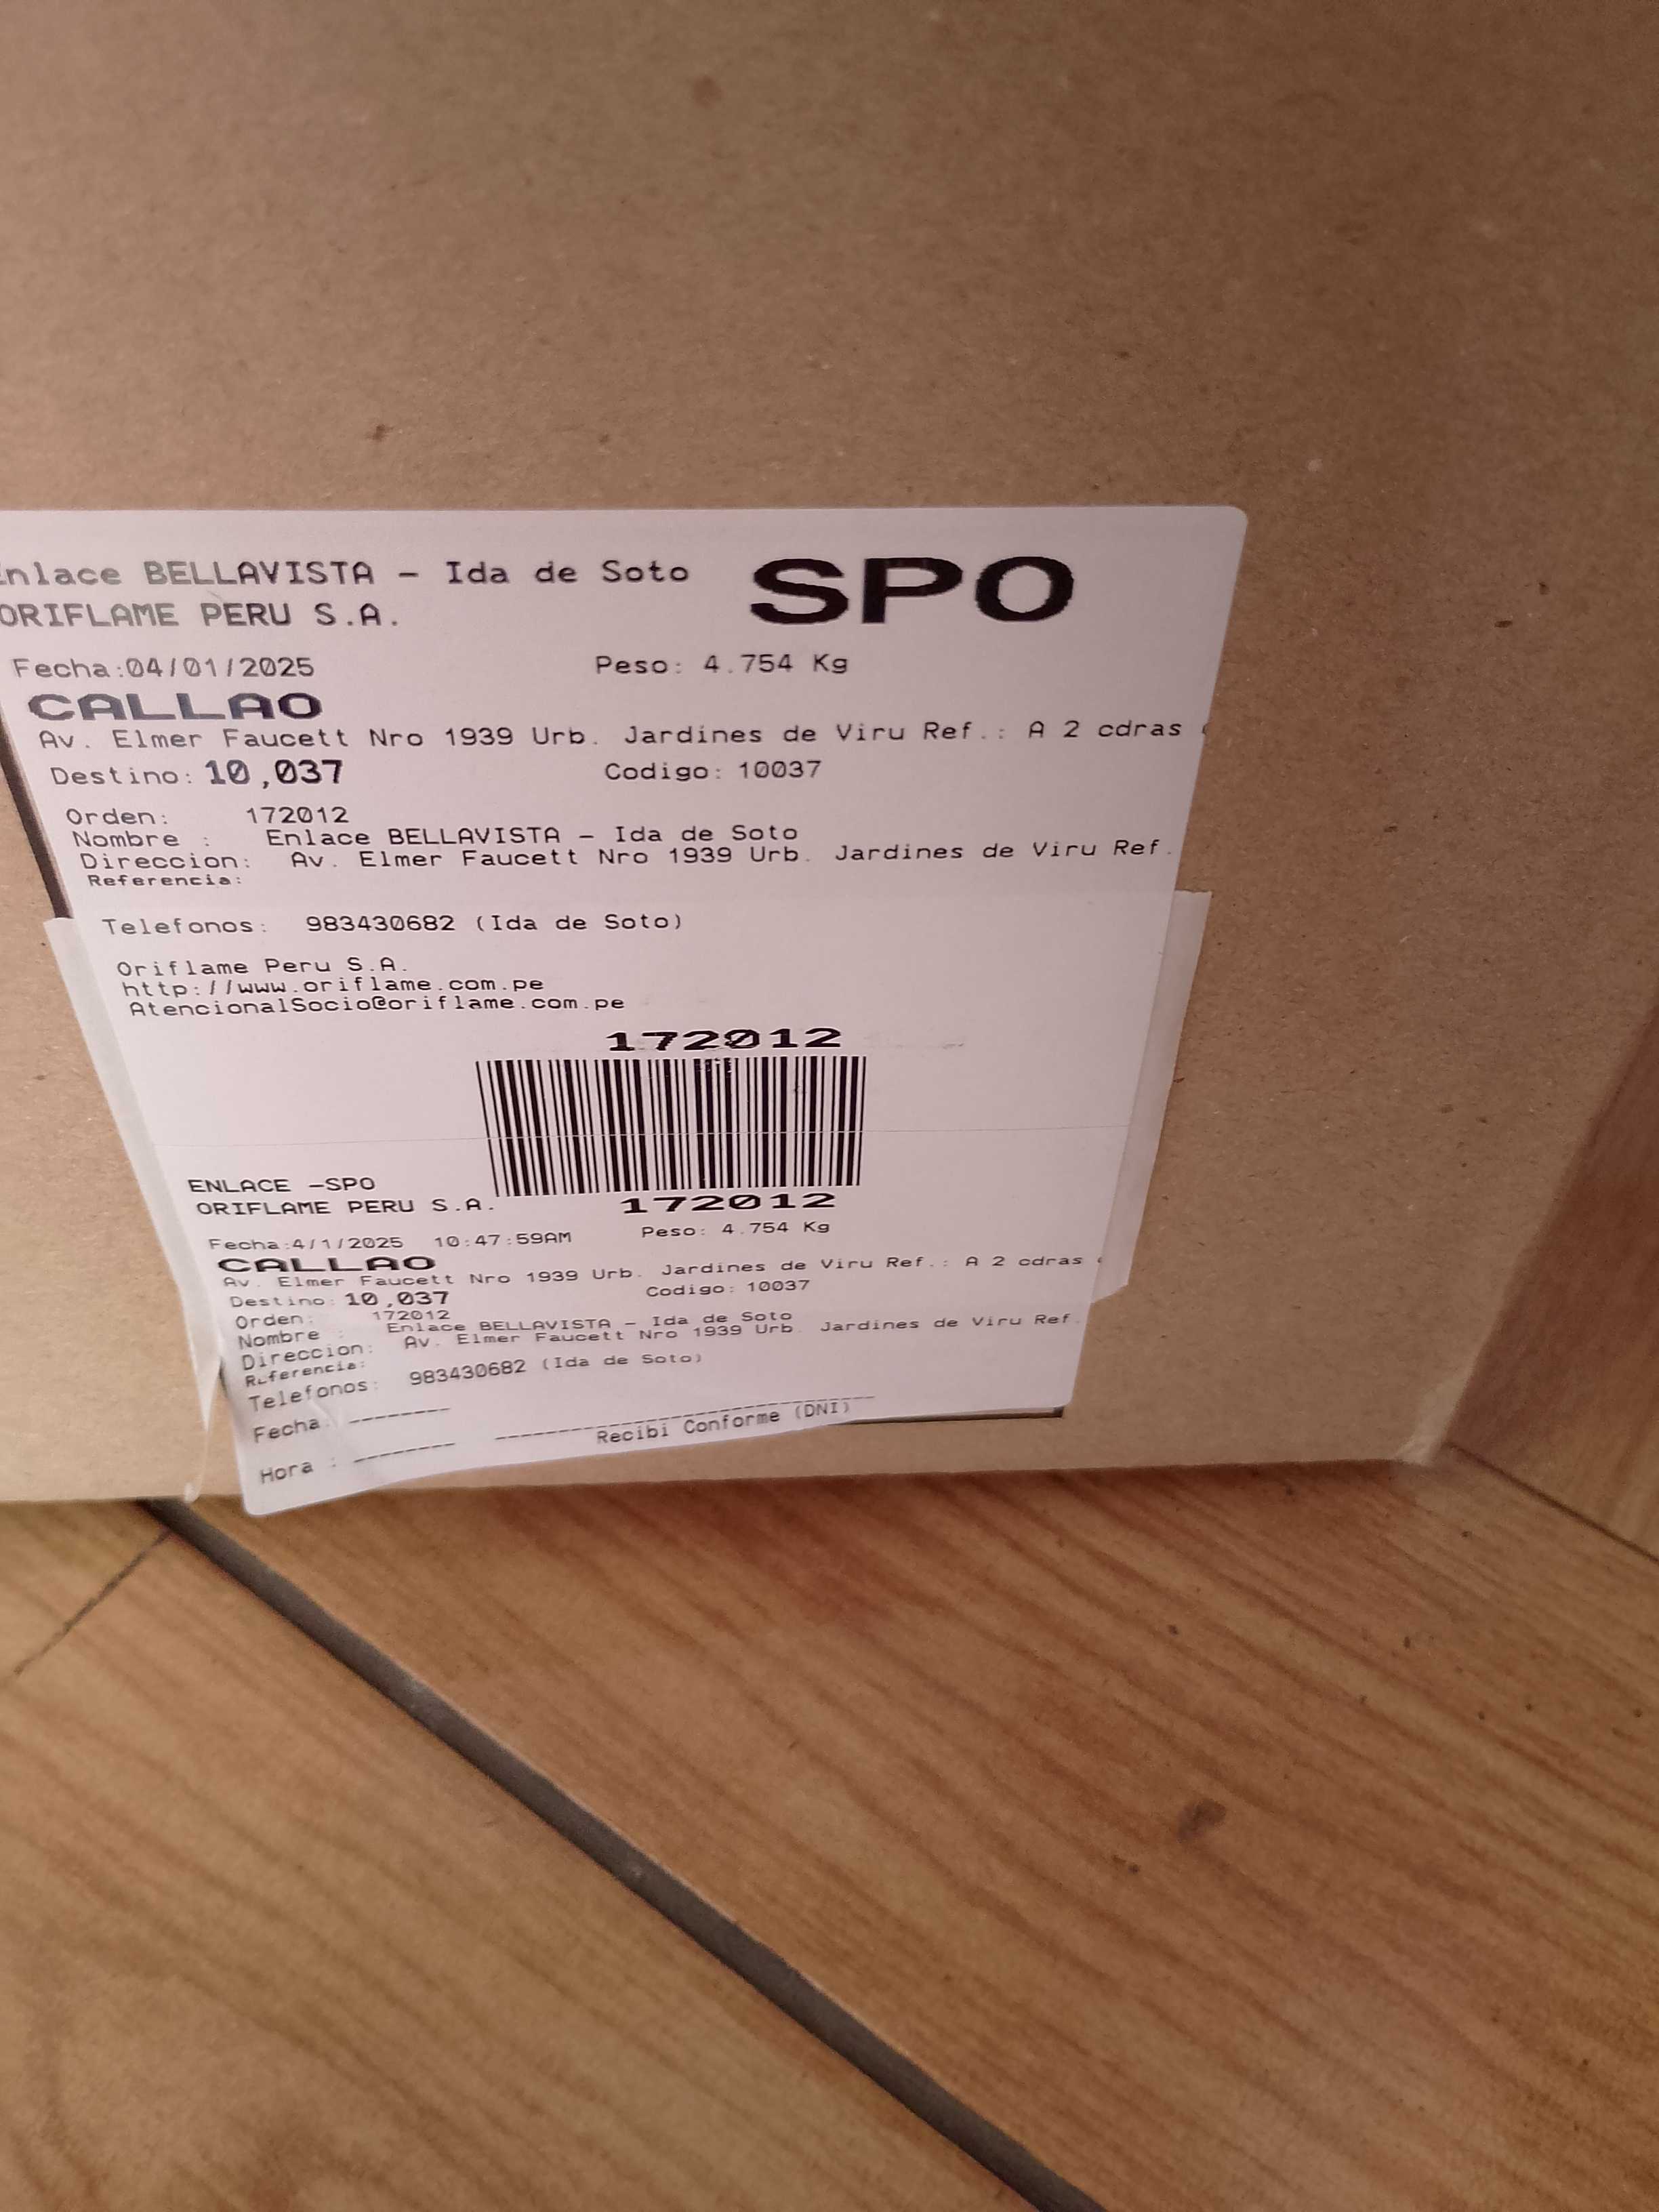 Enlace BELLAVISTA - Ida de Soto
SPO
ORIFLAME PERU S.A.
Fecha:04/01/2025 Peso: 4.754 Kg
CALLAO
Av. Elmer Faucett Nro 1939 Urb. Jardines de Viru Ref.: A 2 cdras
Destino: 10,037 Codigo: 10037
Orden: 172012
Nombre : Enlace BELLAVISTA - Ida de Soto
Direccion: Av. Elmer Faucett Nro 1939 Urb. Jardines de Viru Ref.
Referencia:
Telefonos: 983430682 (Ida de Soto)
Oriflame Peru S.A.
http://www.oriflame.com.pe
AtencionalSocio@oriflame.com.pe
172012
ENLACE -SPO
ORIFLAME PERU S.A.
172012
Fecha:4/1/2025 10:47:59AM Peso: 4.754 Kg
CALLAO
Av. Elmer Faucett Nro 1939 Urb. Jardines de Viru Ref.: A 2 cdras
Destino: 10,037 Codigo: 10037
Orden: 172012
Nombre : Enlace BELLAVISTA - Ida de Soto
Direccion: Av. Elmer Faucett Nro 1939 Urb. Jardines de Viru Ref.
Referencia:
Telefonos: 983430682 (Ida de Soto)
Fecha: --------
Recibi Conforme (DNI)
Hora : --------